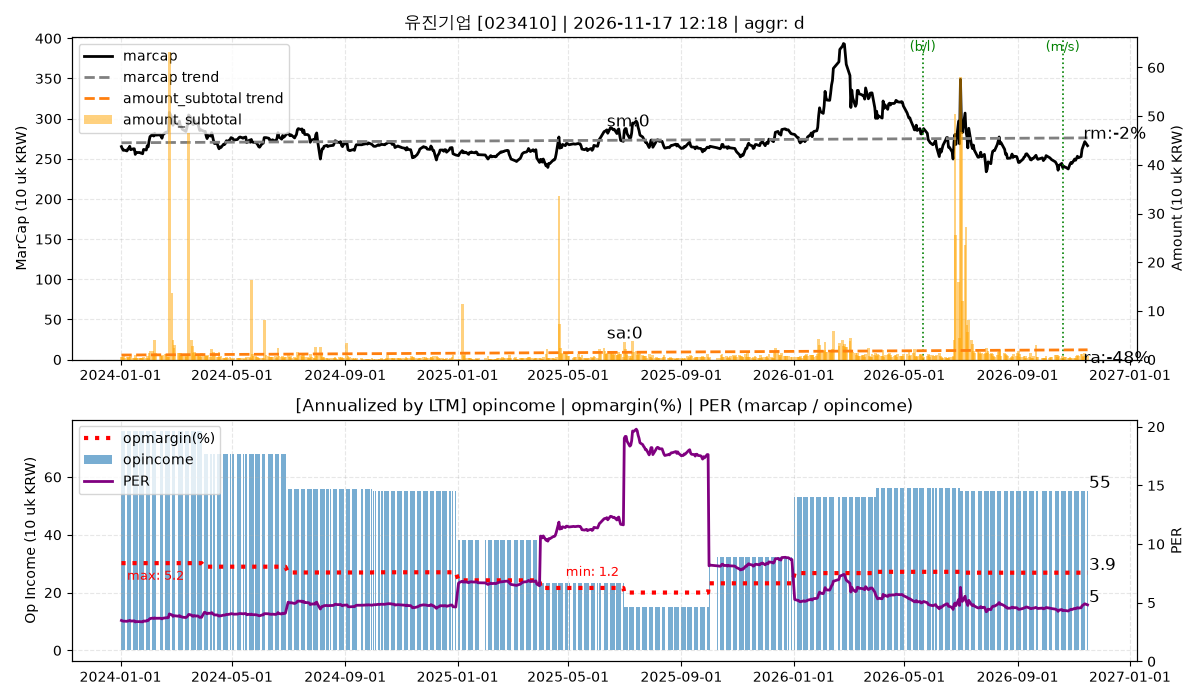 유진기업 [023410] | 2026-11-17 12:18 | aggr: d
MarCap (10 uk KRW)
400
350
300
250
200
150
100
50
0
marcap
marcap trend
amount_subtotal trend
amount_subtotal
sm:0
sa:0
(b/l)
(m/s)
rm:-2%
ra:-48%
60
50
40
30
20
10
0
Amount (10 uk KRW)
2024-01-01 2024-05-01 2024-09-01 2025-01-01 2025-05-01 2025-09-01 2026-01-01 2026-05-01 2026-09-01 2027-01-01
[Annualized by LTM] opincome | opmargin(%) | PER (marcap / opincome)
Op Income (10 uk KRW)
60
40
20
0
opmargin(%)
opincome
PER
max: 5.2
min: 1.2
55
3.9
5
20
15
10
5
0
PER
2024-01-01 2024-05-01 2024-09-01 2025-01-01 2025-05-01 2025-09-01 2026-01-01 2026-05-01 2026-09-01 2027-01-01